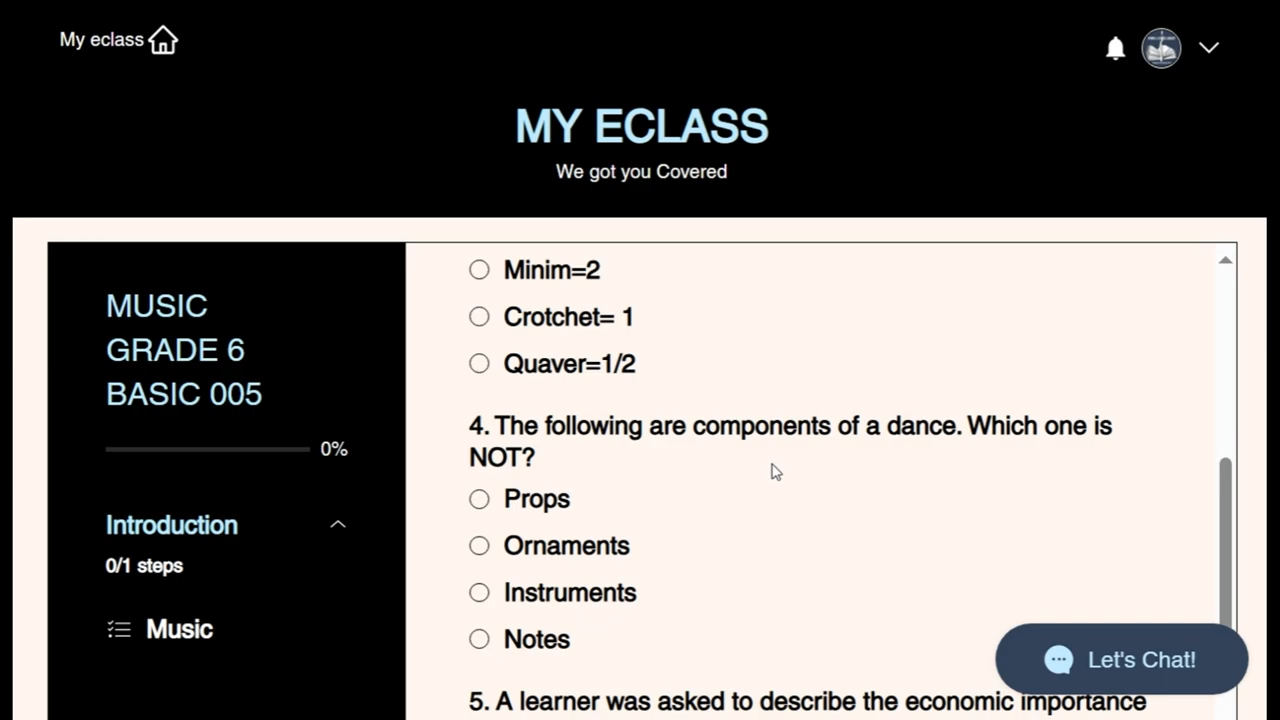 My eclass
MY ECLASS
We got you Covered
MUSIC
GRADE 6
BASIC 005
0%
Introduction
0/1 steps
Music
Minim=2
Crotchet= 1
Quaver=1/2
4. The following are components of a dance. Which one is
NOT?
Props
Ornaments
Instruments
Notes
5. A learner was asked to describe the economic importance
Let's Chat!